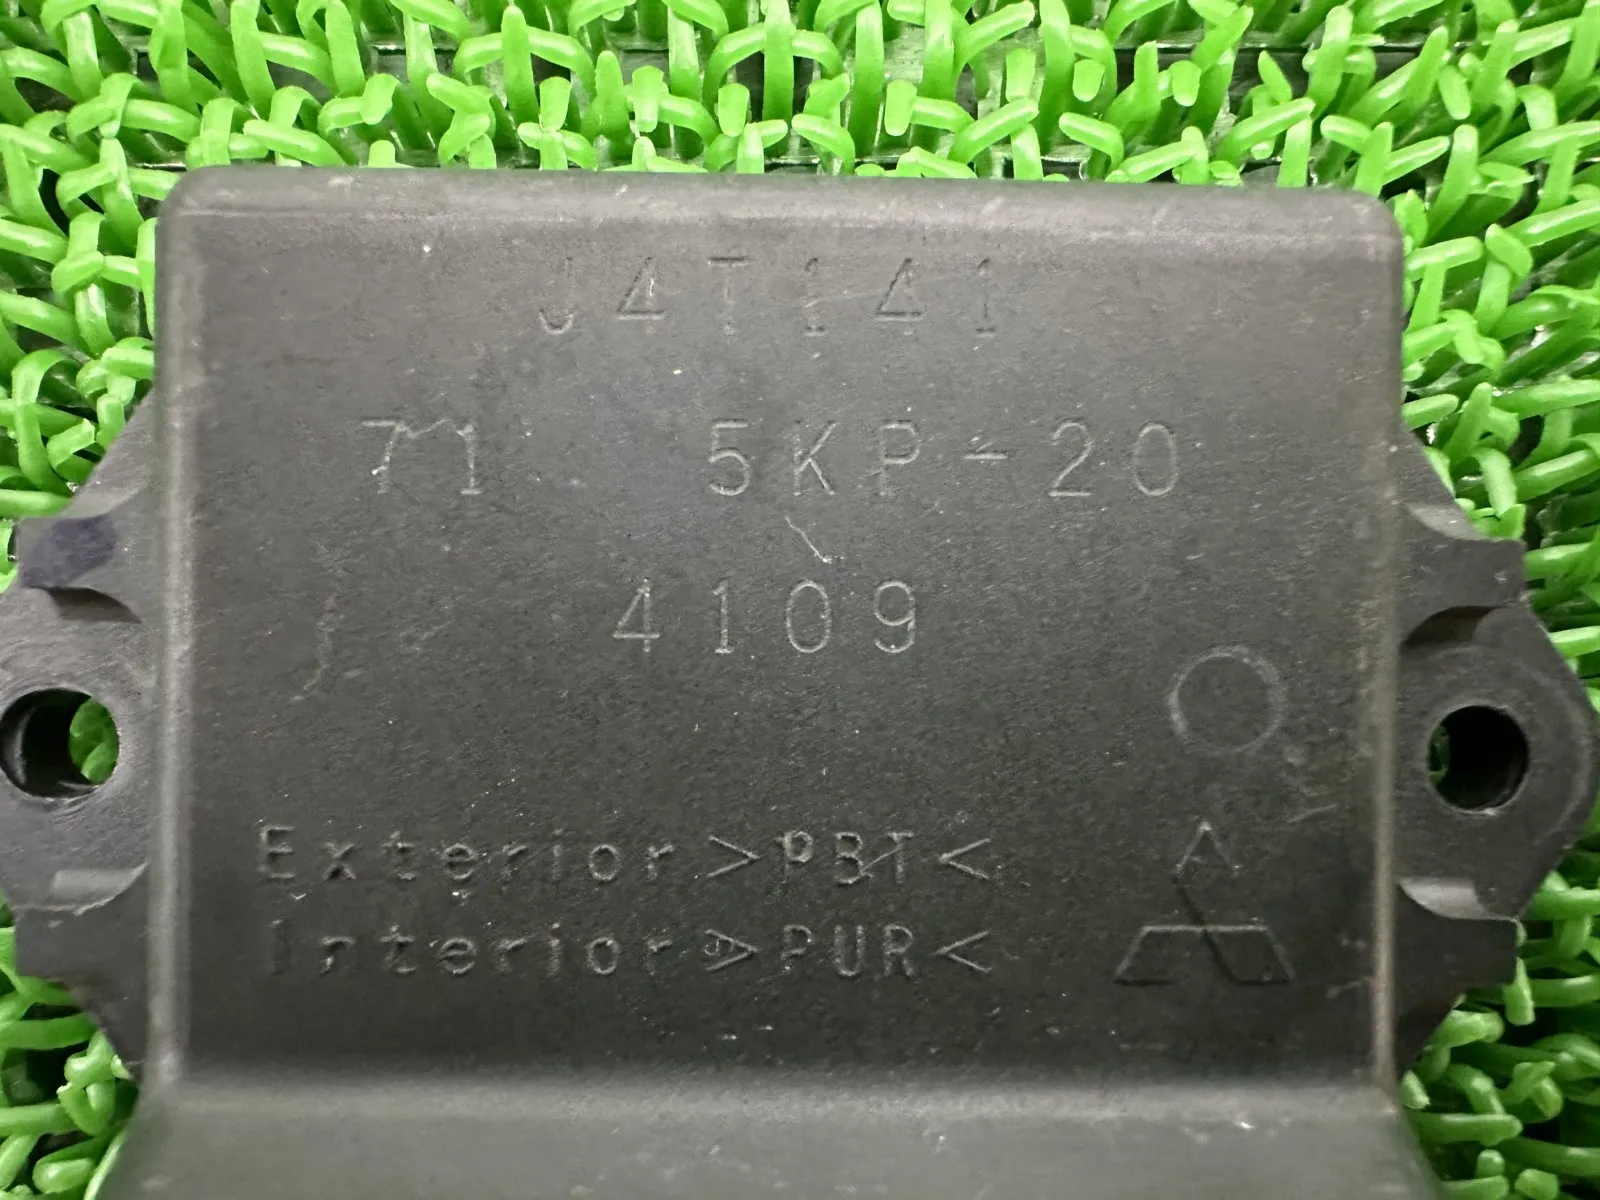 J4T141
71 5KP-20
4109
Exterior>PBT<
Interior>PUR<